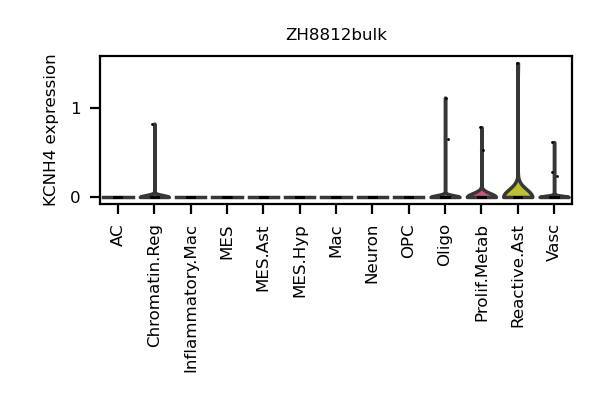 ZH8812bulk
KCNH4 expression
1
0
AC
Chromatin.Reg
Inflammatory.Mac
MES
MES.Ast
MES.Hyp
Mac
Neuron
OPC
Oligo
Prolif.Metab
Reactive.Ast
Vasc